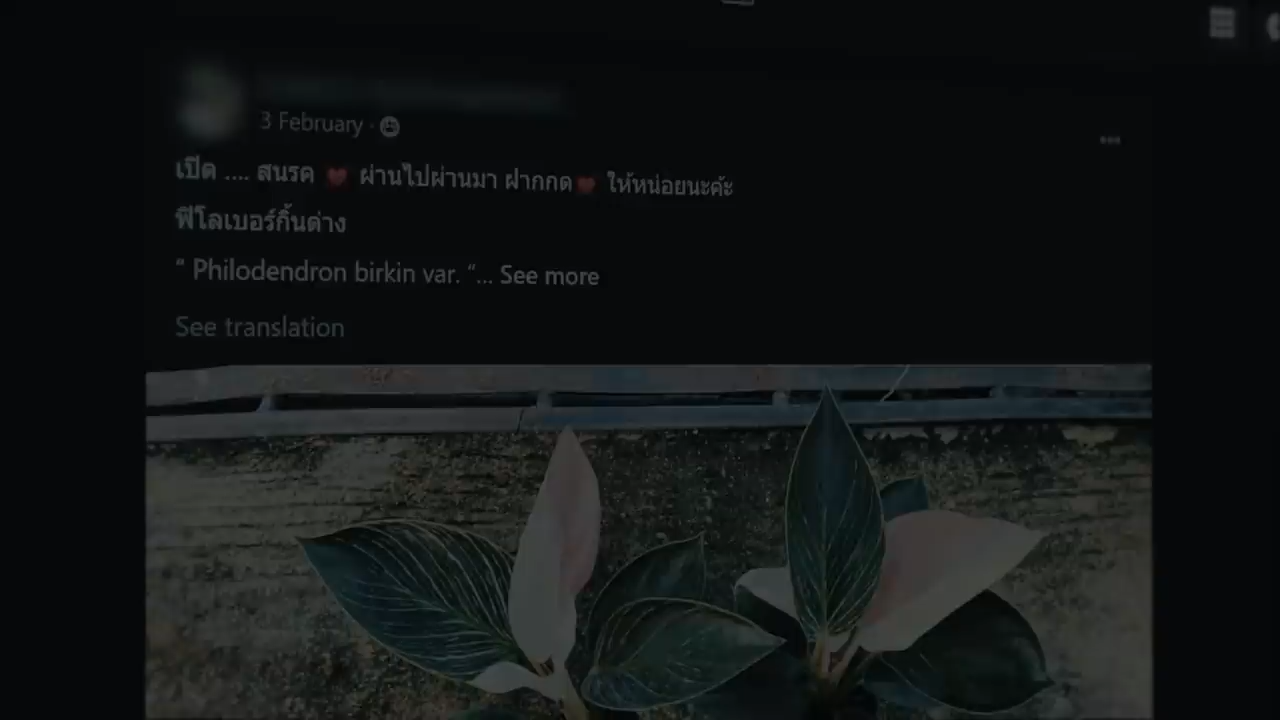 3 February ·
เปิด .... สนรค ❤ ผ่านไปผ่านมา ฝากกด❤ ให้หน่อยนะค้ะ
ฟิโลเบอร์กิ้นด่าง
“ Philodendron birkin var. “... See more
See translation